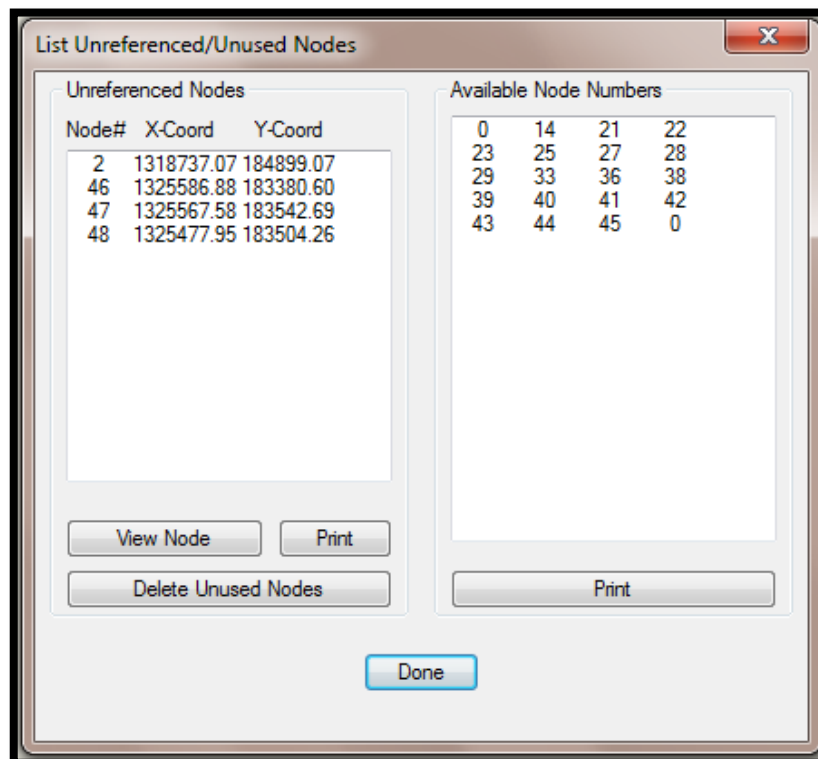 List Unreferenced/Unused Nodes
X
Unreferenced Nodes
Node# X-Coord Y-Coord
2 1318737.07 184899.07
46 1325586.88 183380.60
47 1325567.58 183542.69
48 1325477.95 183504.26
View Node Print
Delete Unused Nodes
Available Node Numbers
0 14 21 22
23 25 27 28
29 33 36 38
39 40 41 42
43 44 45 0
Print
Done